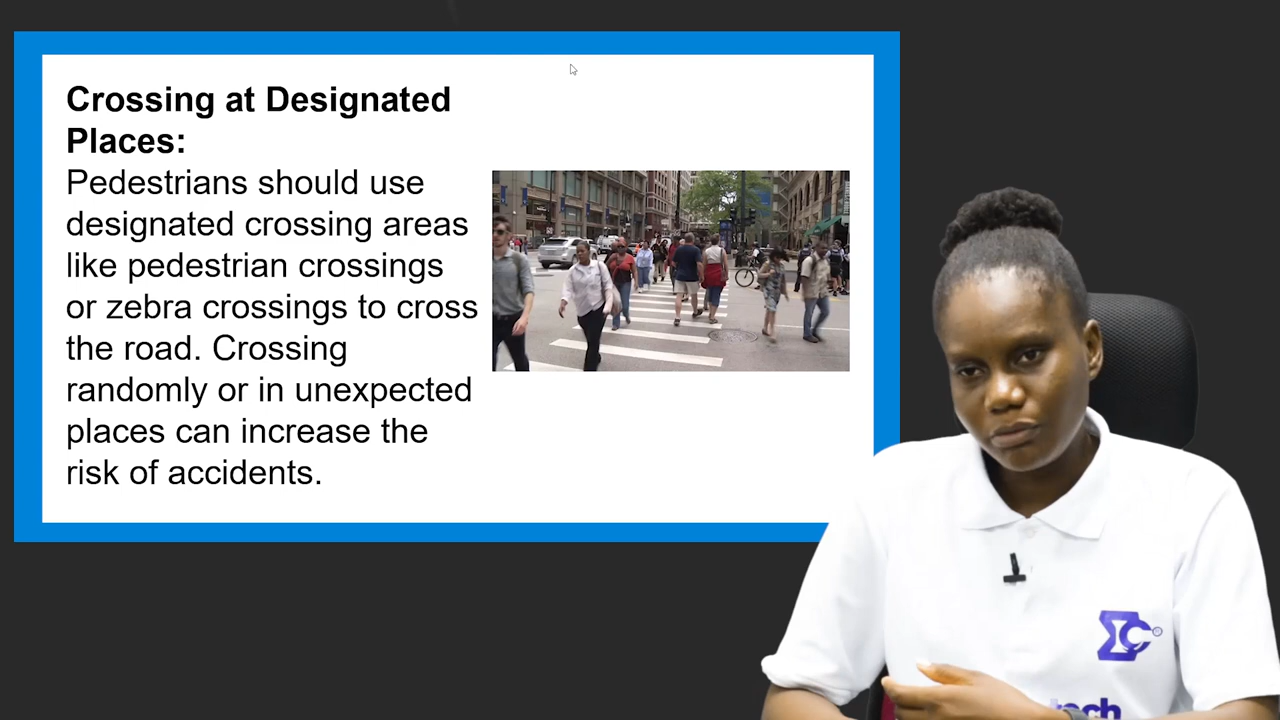 Crossing at Designated
Places:
Pedestrians should use
designated crossing areas
like pedestrian crossings
or zebra crossings to cross
the road. Crossing
randomly or in unexpected
places can increase the
risk of accidents.